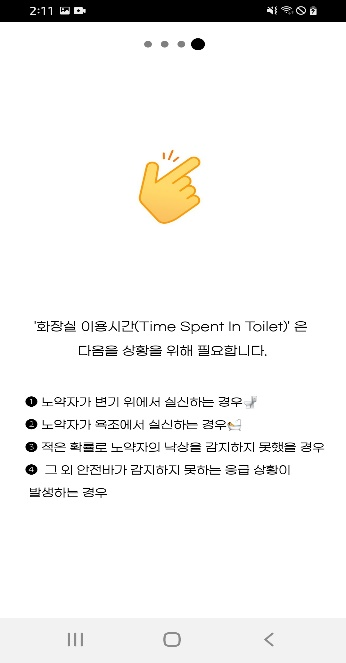 2:11
'화장실 이용시간(Time Spent In Toilet)' 은
다음을 상황을 위해 필요합니다.
❶ 노약자가 변기 위에서 실신하는 경우🚽
❷ 노약자가 욕조에서 실신하는 경우🛀
❸ 적은 확률로 노약자의 낙상을 감지하지 못했을 경우
❹ 그 외 안전바가 감지하지 못하는 응급 상황이
발생하는 경우